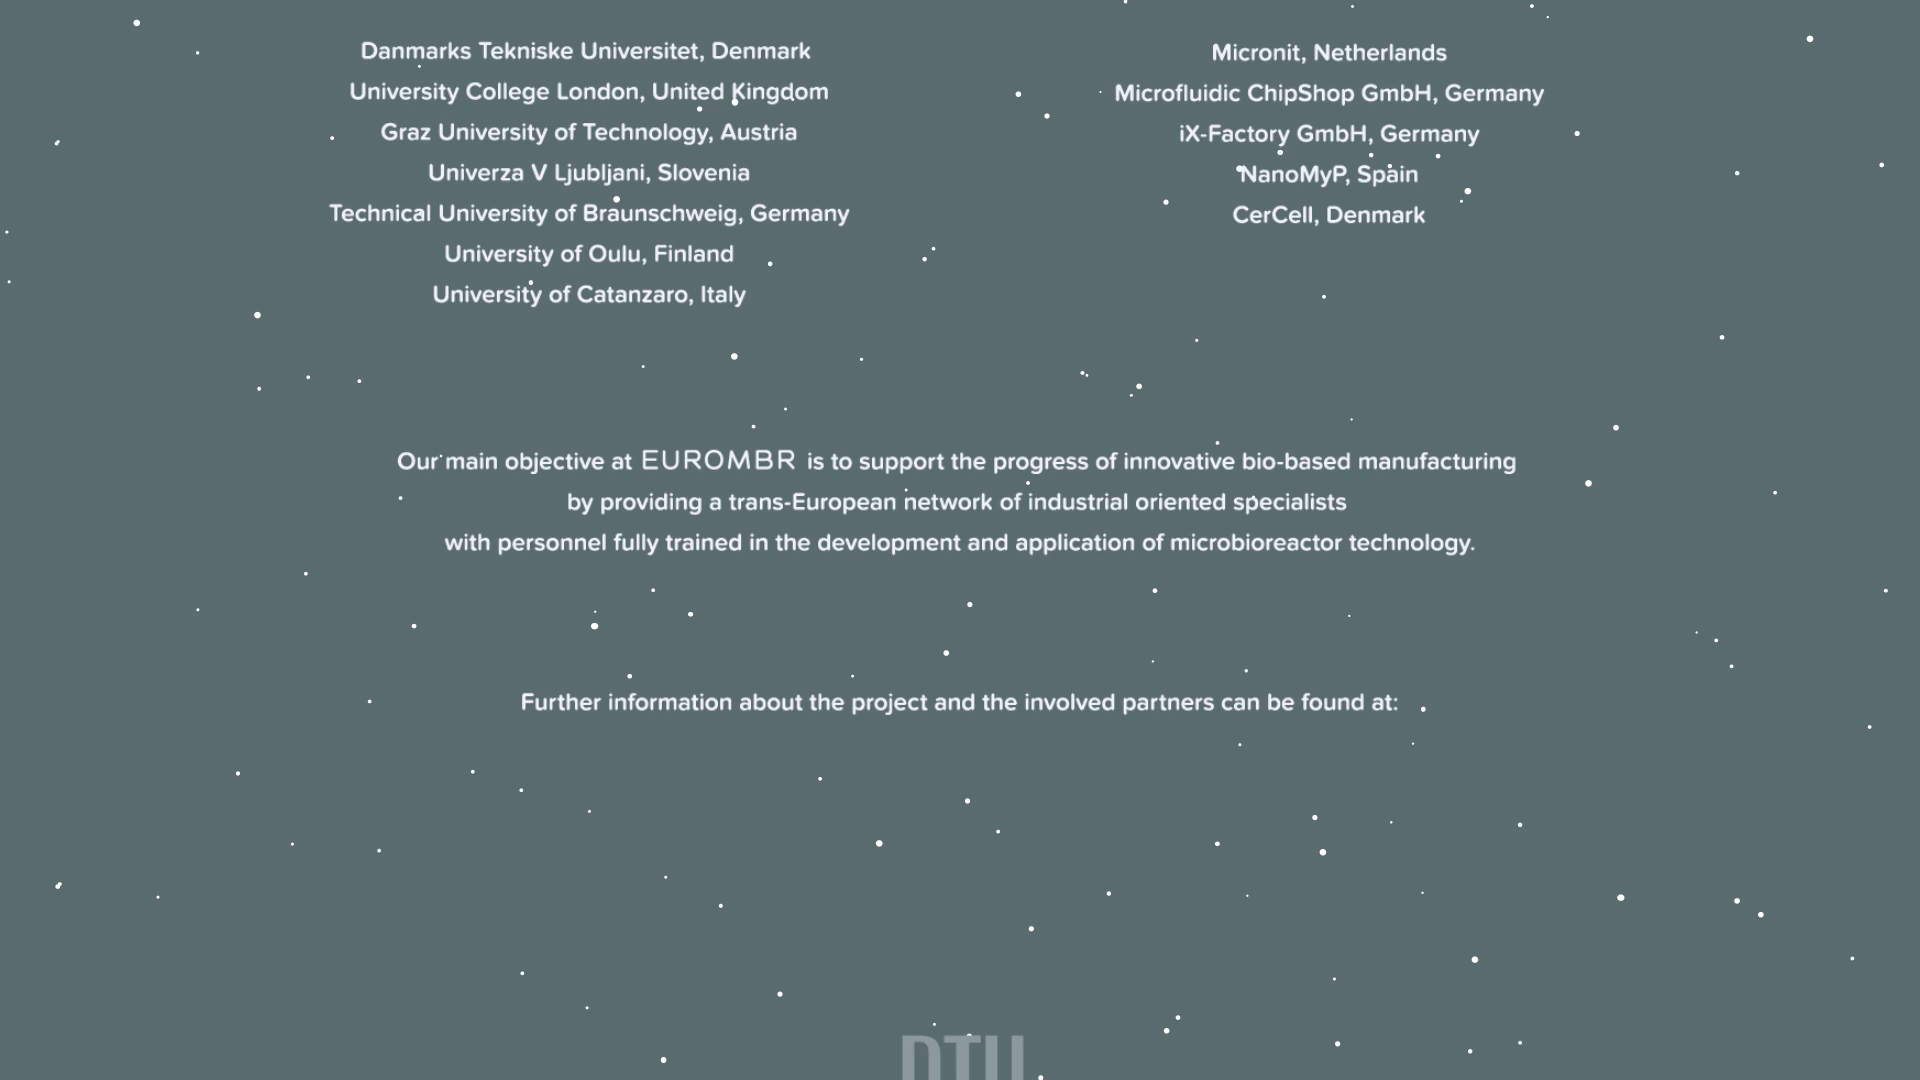 Danmarks Tekniske Universitet, Denmark
University College London, United Kingdom
Graz University of Technology, Austria
Univerza V Ljubljani, Slovenia
Technical University of Braunschweig, Germany
University of Oulu, Finland
University of Catanzaro, Italy
Micronit, Netherlands
Microfluidic ChipShop GmbH, Germany
iX-Factory GmbH, Germany
NanoMyP, Spain
CerCell, Denmark
Our main objective at EUROMBR is to support the progress of innovative bio-based manufacturing
by providing a trans-European network of industrial oriented specialists
with personnel fully trained in the development and application of microbioreactor technology.
Further information about the project and the involved partners can be found at:
DTU